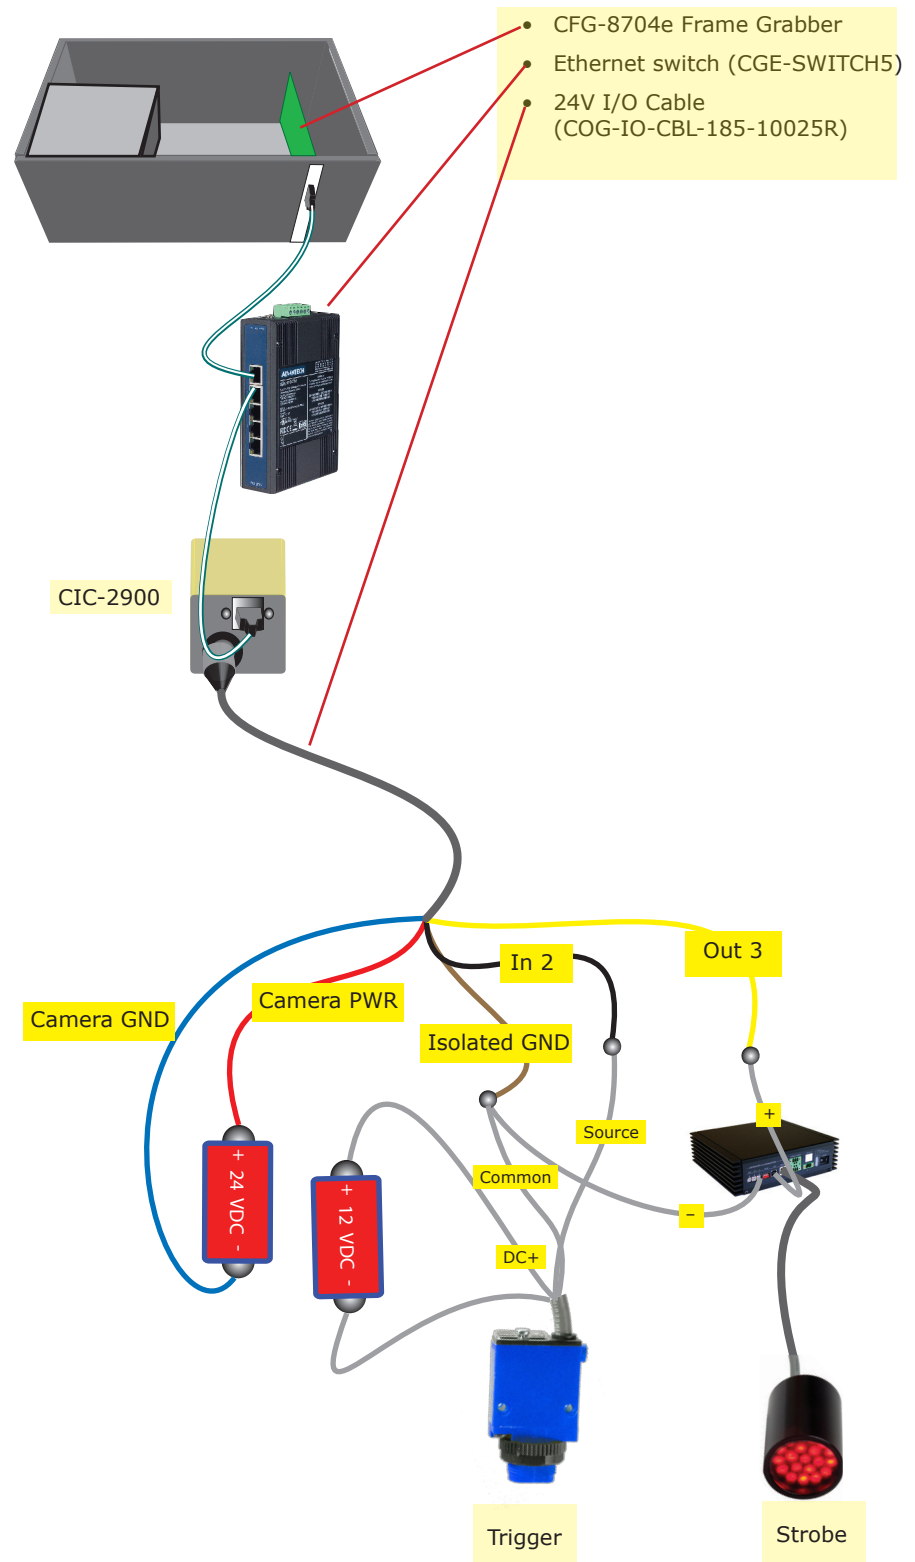 • CFG-8704e Frame Grabber
• Ethernet switch (CGE-SWITCH5)
• 24V I/O Cable
(COG-IO-CBL-185-10025R)
ADVANTECH
CIC-2900
In 2
Out 3
Camera PWR
Camera GND
Isolated GND
+
Source
+ 24 VDC -
Common
+ 12 VDC -
–
DC+
Trigger
Strobe